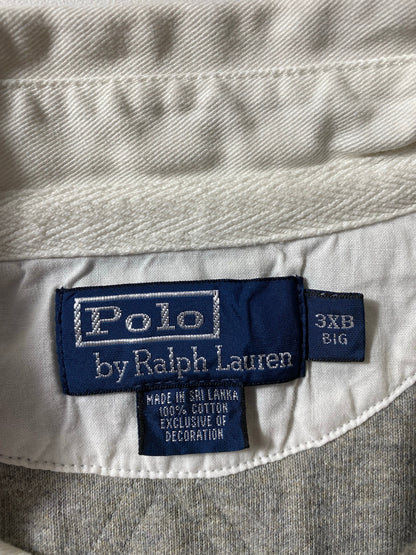 Polo
by Ralph Lauren
3XB
BIG
MADE IN SRI LANKA
100% COTTON
EXCLUSIVE OF
DECORATION